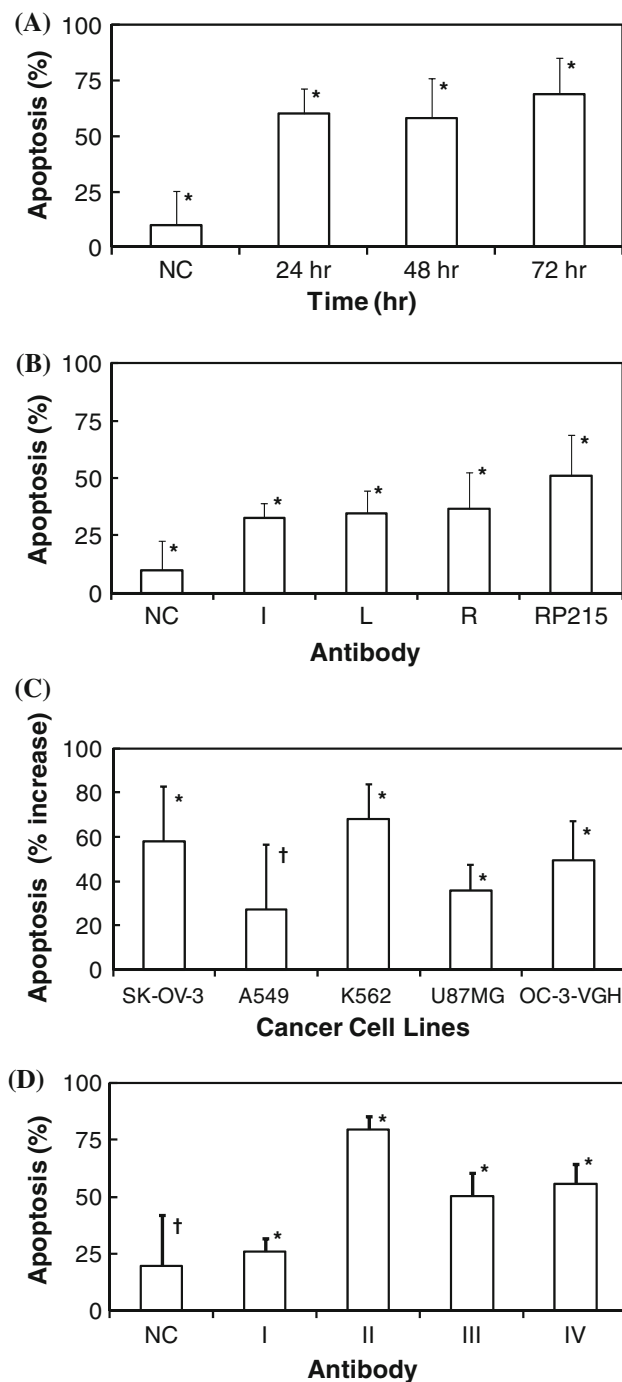 (A)
Apoptosis (%)
100
75
50
25
0
* * * *
NC 24 hr 48 hr 72 hr
Time (hr)
(B)
Apoptosis (%)
100
75
50
25
0
* * * * *
NC I L R RP215
Antibody
(C)
Apoptosis (% increase)
100
80
60
40
20
0
* † * * *
SK-OV-3 A549 K562 U87MG OC-3-VGH
Cancer Cell Lines
(D)
Apoptosis (%)
100
75
50
25
0
† * * * *
NC I II III IV
Antibody